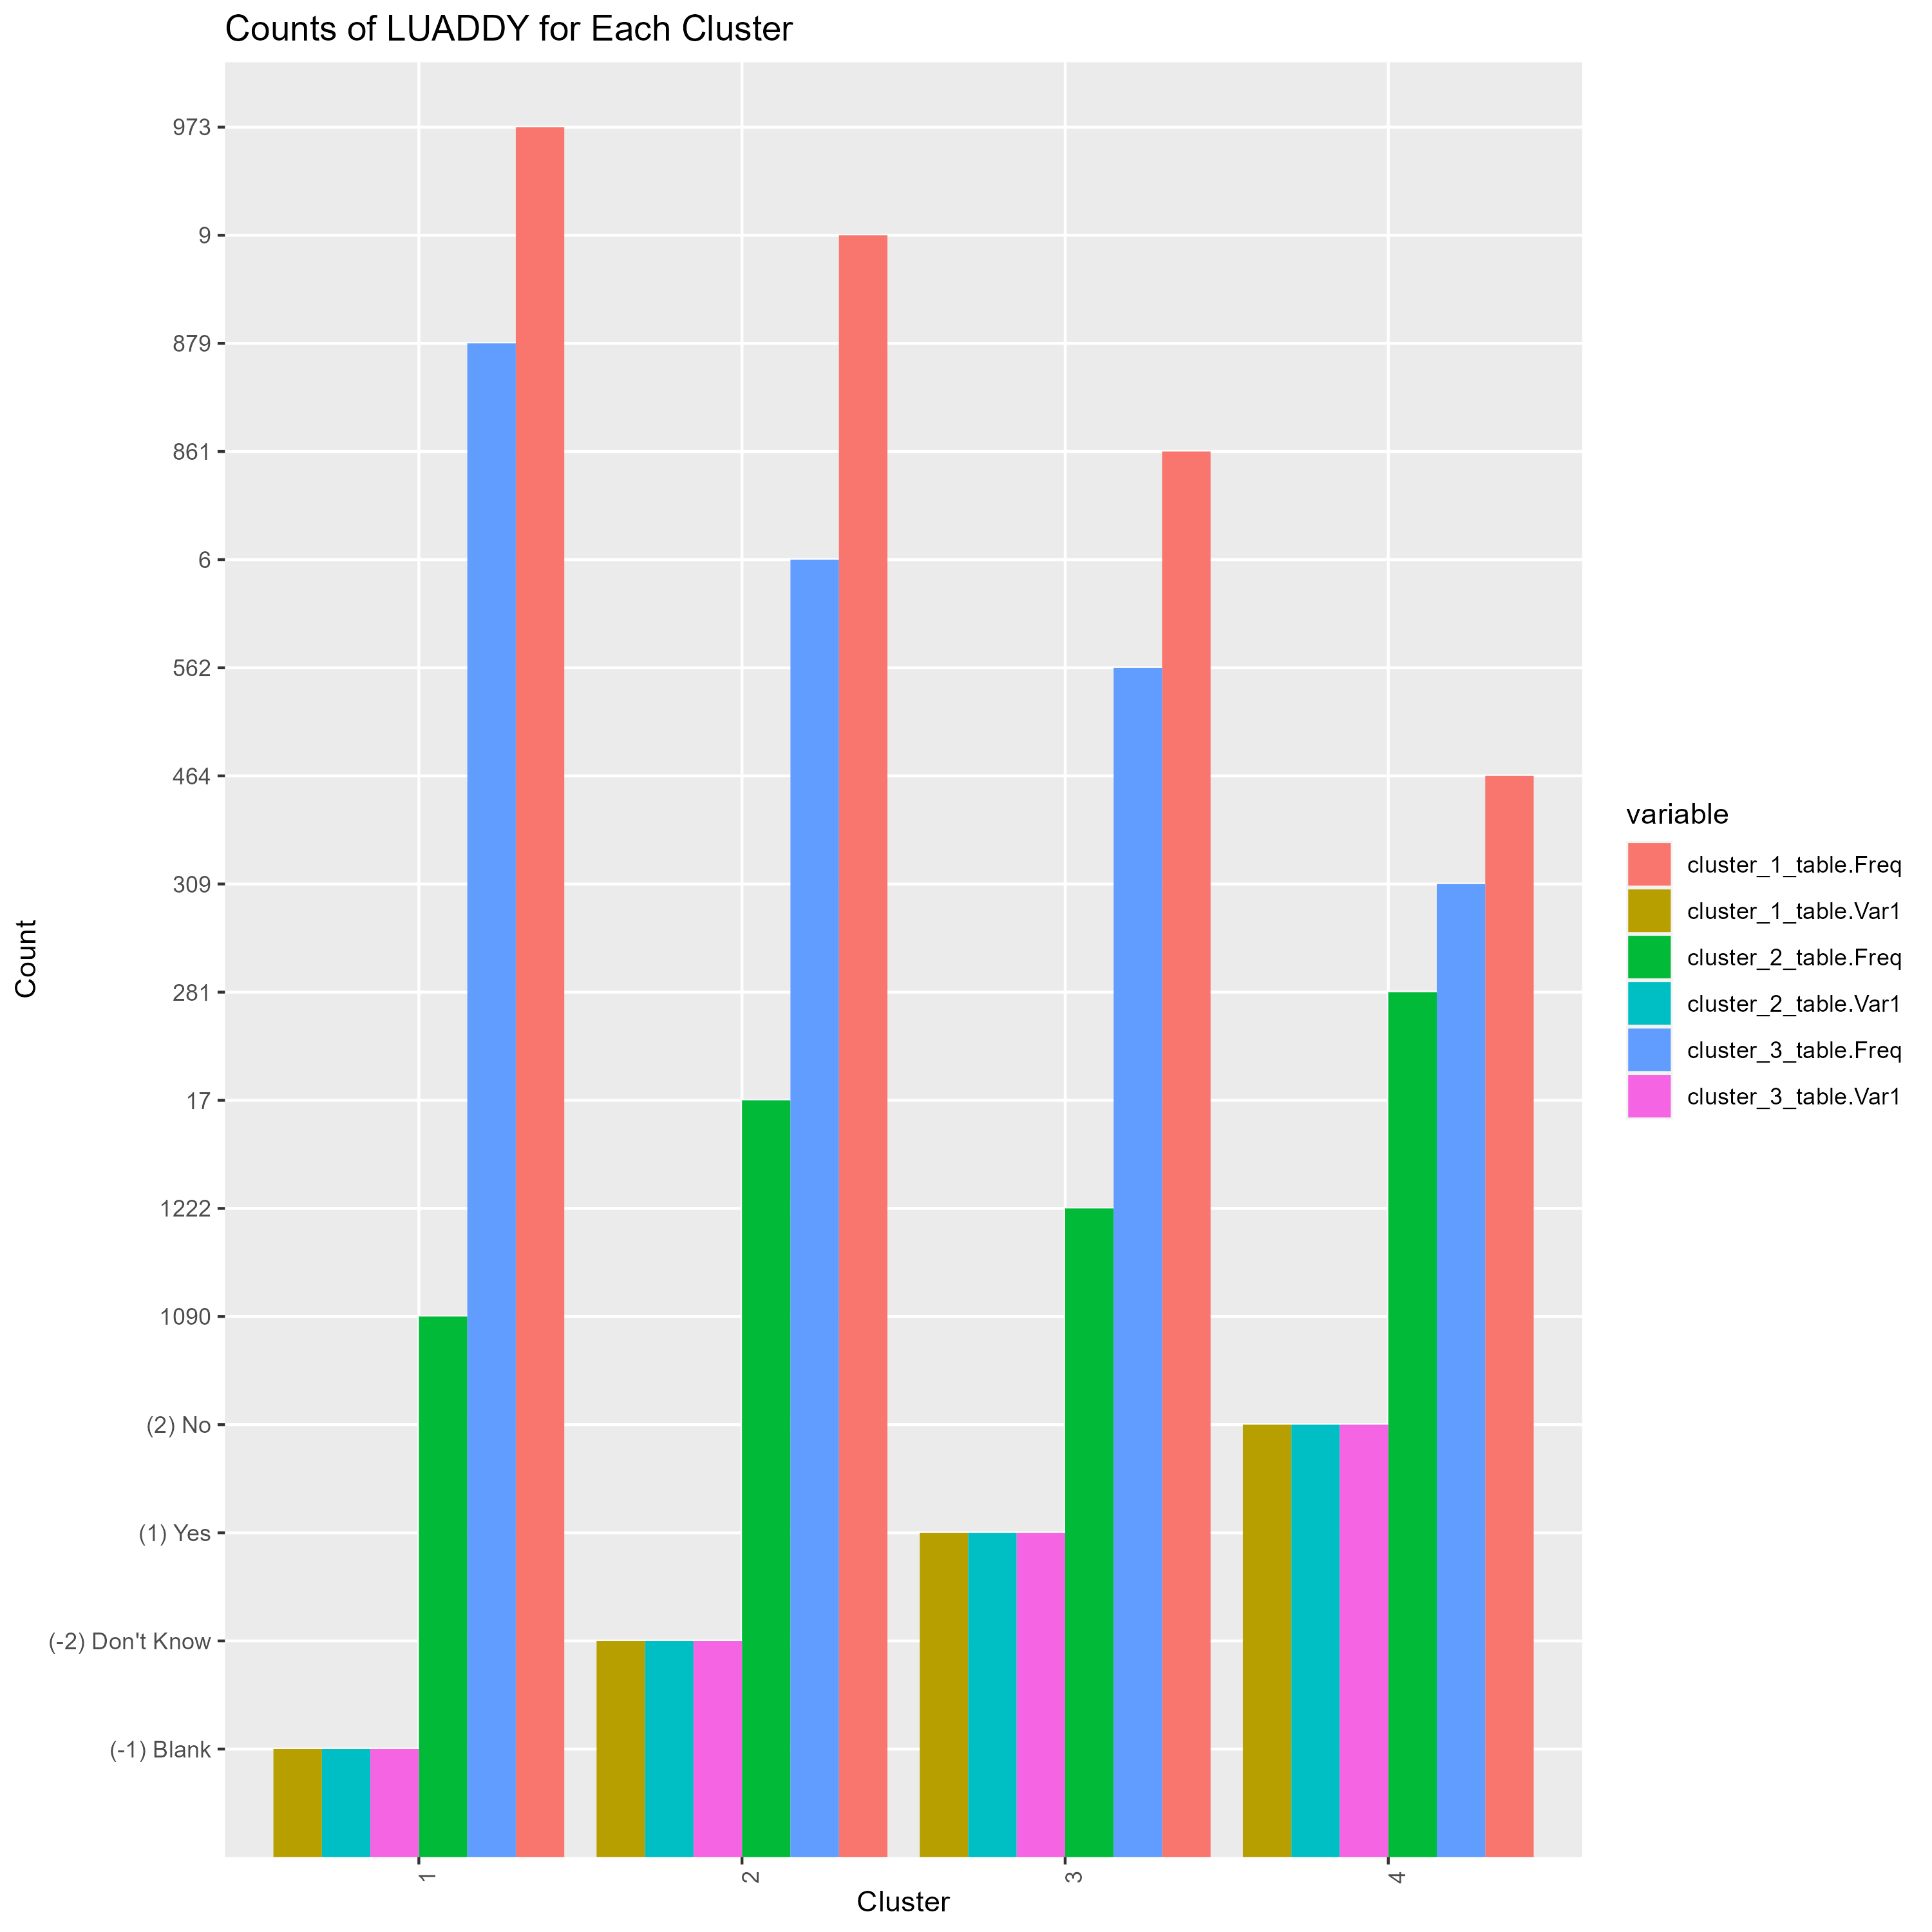 Counts of LUADDY for Each Cluster
973
9
879
861
6
562
464
309
281
17
1222
1090
(2) No
(1) Yes
(-2) Don't Know
(-1) Blank
Count
1
2
3
4
Cluster
variable
cluster_1_table.Freq
cluster_1_table.Var1
cluster_2_table.Freq
cluster_2_table.Var1
cluster_3_table.Freq
cluster_3_table.Var1